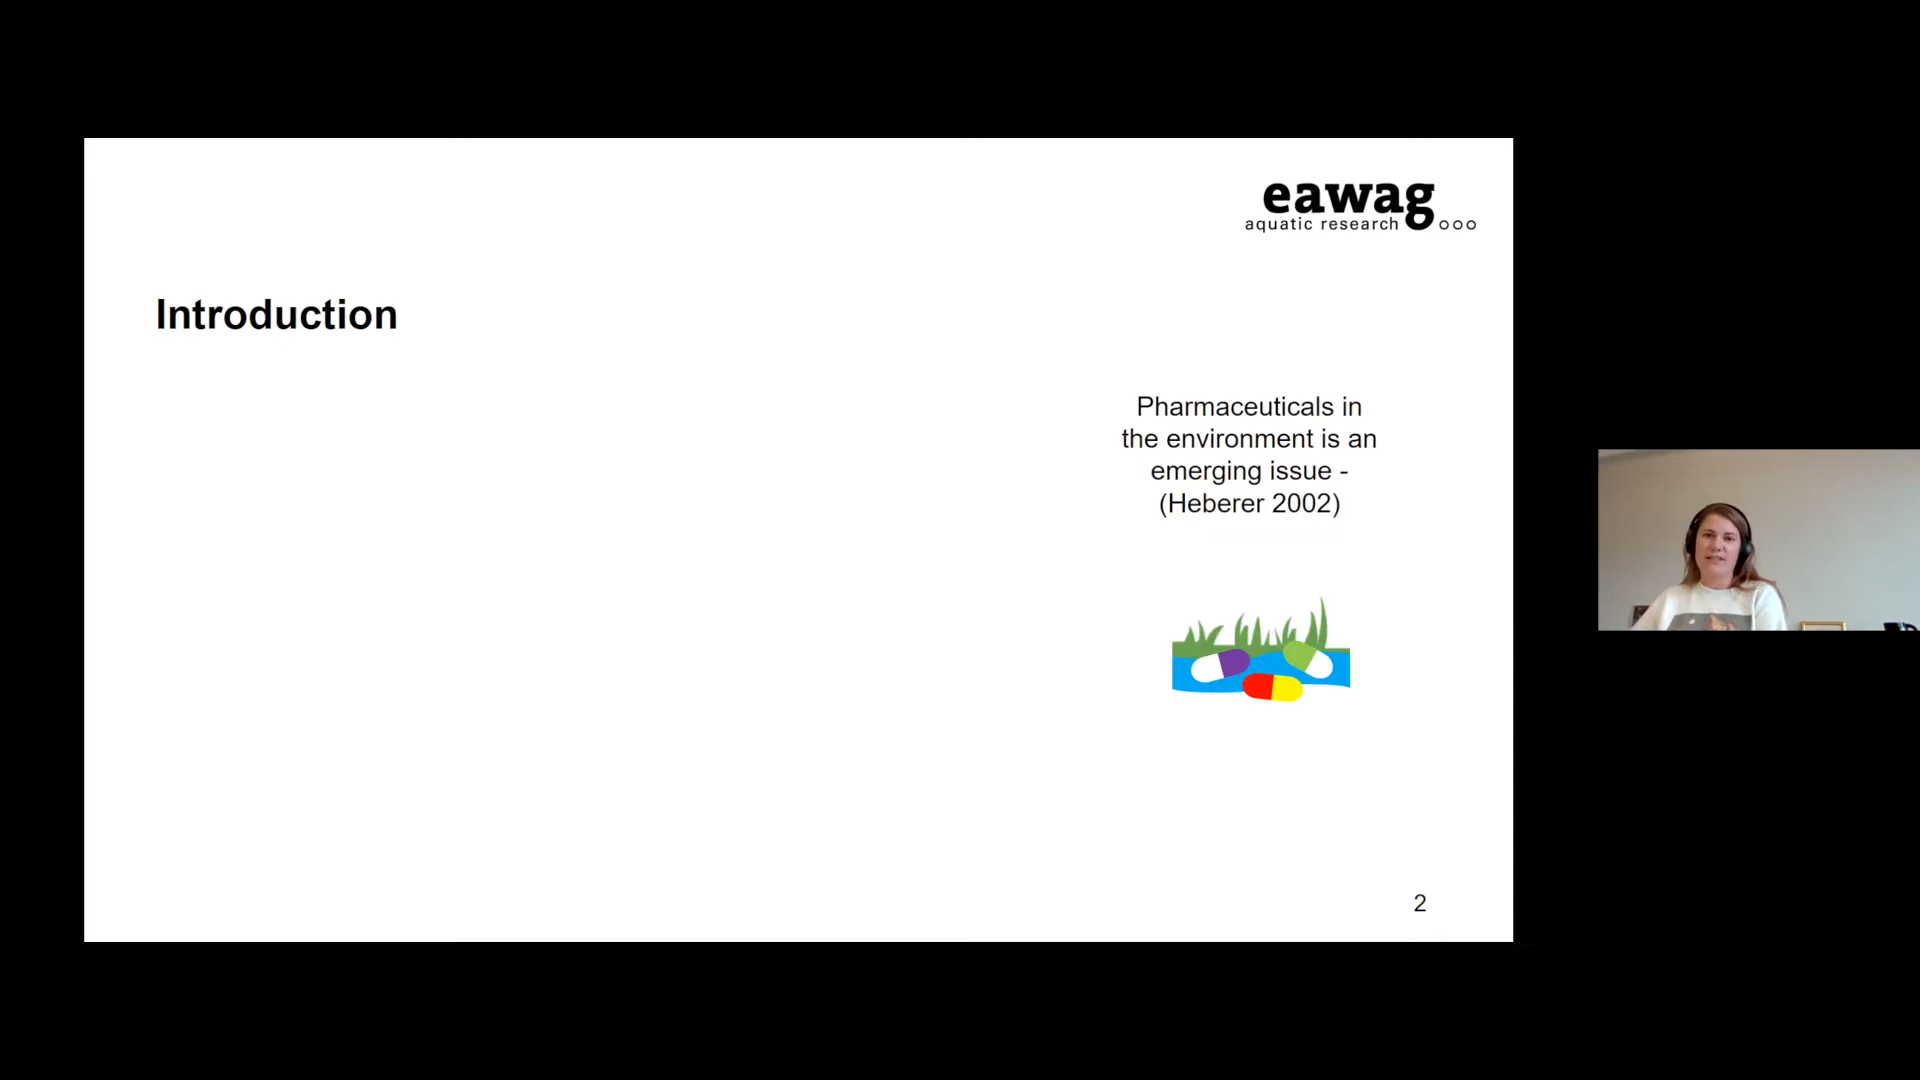 eawag
aquatic research
Introduction
Pharmaceuticals in
the environment is an
emerging issue -
(Heberer 2002)
2